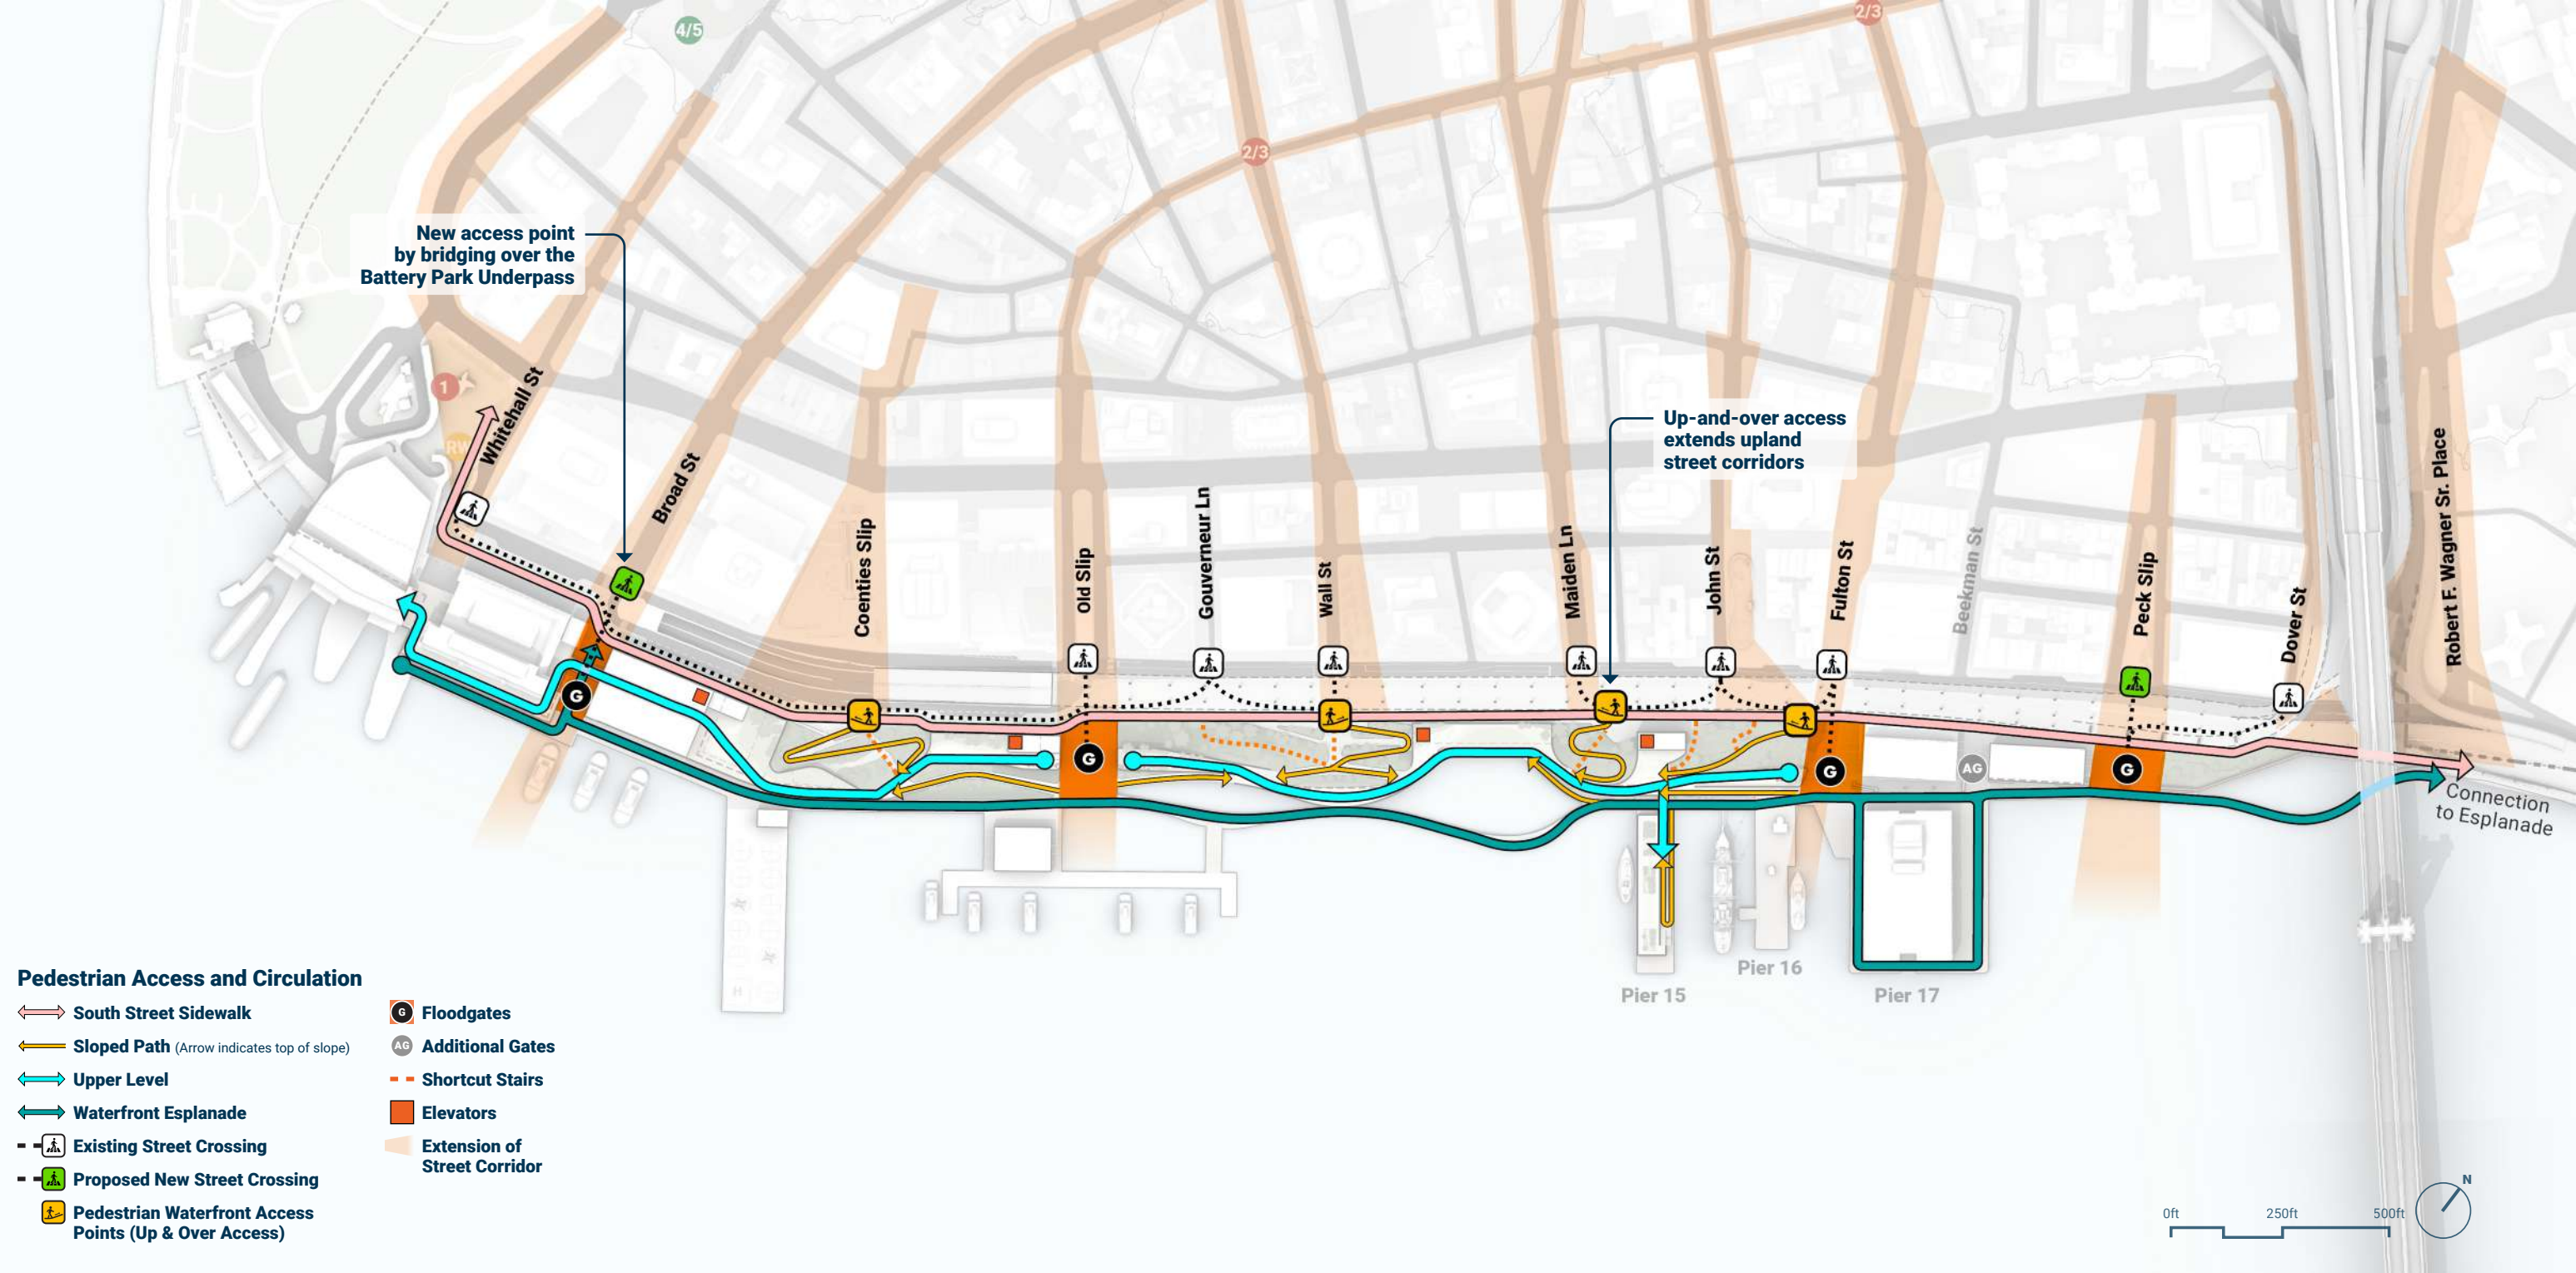 4/5
2/3
2/3
New access point
by bridging over the
Battery Park Underpass
1
RW
Whitehall St
Broad St
Up-and-over access
extends upland
street corridors
Coenties Slip
Old Slip
Gouverneur Ln
Wall St
Maiden Ln
John St
Fulton St
Beekman St
Peck Slip
Dover St
Robert F. Wagner Sr. Place
G
G
G
AG
G
Connection
to Esplanade
Pier 15
Pier 16
Pier 17
H
Pedestrian Access and Circulation
South Street Sidewalk
Sloped Path (Arrow indicates top of slope)
Upper Level
Waterfront Esplanade
Existing Street Crossing
Proposed New Street Crossing
Pedestrian Waterfront Access
Points (Up & Over Access)
G Floodgates
AG Additional Gates
Shortcut Stairs
Elevators
Extension of
Street Corridor
0ft 250ft 500ft
N